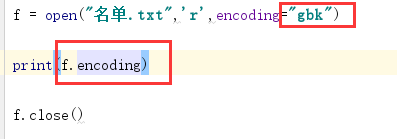 f = open("名单.txt",'r',encoding="gbk")
print(f.encoding)
f.close()